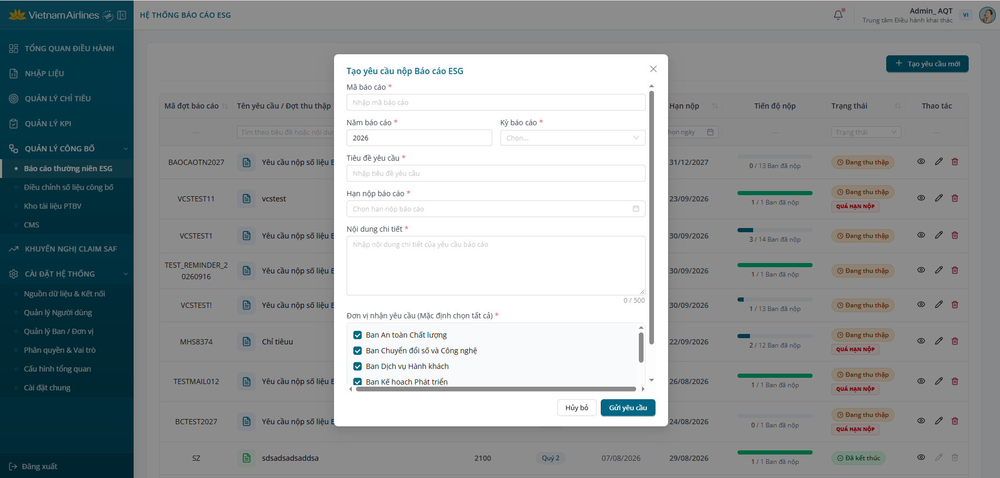 Vietnam Airlines
HỆ THỐNG BÁO CÁO ESG
Admin_ AQT
Trung tâm Điều hành khai thác
VI
TỔNG QUAN ĐIỀU HÀNH
NHẬP LIỆU
QUẢN LÝ CHỈ TIÊU
QUẢN LÝ KPI
QUẢN LÝ CÔNG BỐ
Báo cáo thường niên ESG
Điều chỉnh số liệu công bố
Kho tài liệu PTBV
CMS
KHUYẾN NGHỊ CLAIM SAF
CÀI ĐẶT HỆ THỐNG
Nguồn dữ liệu & Kết nối
Quản lý Người dùng
Quản lý Ban / Đơn vị
Phân quyền & Vai trò
Cấu hình tổng quan
Cài đặt chung
Đăng xuất
Tạo yêu cầu mới
Mã đợt báo cáo Tên yêu cầu / Đợt thu thập Hạn nộp Tiến độ nộp Trạng thái Thao tác
— Tìm theo tiêu đề hoặc nội du họn ngày — Trạng thái —
BAOCAOTN2027 Yêu cầu nộp số liệu 31/12/2027 0 / 13 Ban đã nộp Đang thu thập
VCSTEST11 vcstest 23/09/2026 1 / 1 Ban đã nộp Đang thu thập
QUÁ HẠN NỘP
VCSTEST1 Yêu cầu nộp số liệu 30/09/2026 3 / 14 Ban đã nộp Đang thu thập
TEST_REMINDER_2
0260916 Yêu cầu nộp số liệu 30/09/2026 1 / 1 Ban đã nộp Đang thu thập
VCSTEST! Yêu cầu nộp số liệu 30/09/2026 1 / 13 Ban đã nộp Đang thu thập
MHS8374 Chỉ tiêuu 22/09/2026 2 / 12 Ban đã nộp Đang thu thập
QUÁ HẠN NỘP
TESTMAIL012 Yêu cầu nộp số liệu 26/08/2026 1 / 1 Ban đã nộp Đang thu thập
QUÁ HẠN NỘP
BCTEST2027 Yêu cầu nộp số liệu 24/08/2026 0 / 1 Ban đã nộp Đang thu thập
QUÁ HẠN NỘP
SZ sdsadsadsaddsa 2100 Quý 2 07/08/2026 29/08/2026 1 / 1 Ban đã nộp Đã kết thúc
Tạo yêu cầu nộp Báo cáo ESG
Mã báo cáo *
Nhập mã báo cáo
Năm báo cáo * Kỳ báo cáo *
2026 Chọn...
Tiêu đề yêu cầu *
Nhập tiêu đề yêu cầu
Hạn nộp báo cáo *
Chọn hạn nộp báo cáo
Nội dung chi tiết *
Nhập nội dung chi tiết của yêu cầu báo cáo
0 / 500
Đơn vị nhận yêu cầu (Mặc định chọn tất cả) *
Ban An toàn Chất lượng
Ban Chuyển đổi số và Công nghệ
Ban Dịch vụ Hành khách
Ban Kế hoạch Phát triển
Hủy bỏ Gửi yêu cầu